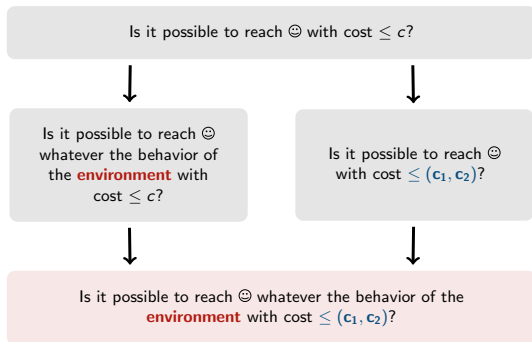 Is it possible to reach ☺ with cost ≤ c?
Is it possible to reach ☺
whatever the behavior of
the environment with
cost ≤ c?
Is it possible to reach ☺
with cost ≤ (c₁, c₂)?
Is it possible to reach ☺ whatever the behavior of the
environment with cost ≤ (c₁, c₂)?